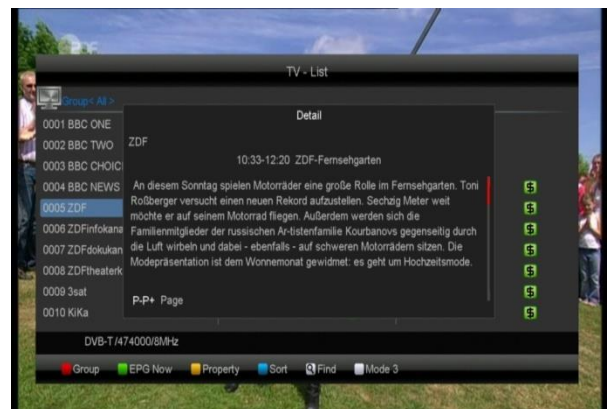 TV - List
Group< All >
Detail
0001 BBC ONE
0002 BBC TWO
0003 BBC CHOIC
0004 BBC NEWS
0005 ZDF
0006 ZDFinfokana
0007 ZDFdokukan
0008 ZDFtheaterk
0009 3sat
0010 KiKa
ZDF
10:33-12:20 ZDF-Fernsehgarten
An diesem Sonntag spielen Motorräder eine große Rolle im Fernsehgarten. Toni
Roßberger versucht einen neuen Rekord aufzustellen. Sechzig Meter weit
möchte er auf seinem Motorrad fliegen. Außerdem werden sich die
Familienmitglieder der russischen Ar-tistenfamilie Kourbanovs gegenseitig durch
die Luft wirbeln und dabei - ebenfalls - auf schweren Motorrädern sitzen. Die
Modepräsentation ist dem Wonnemonat gewidmet: es geht um Hochzeitsmode.
P-P+ Page
$
$
$
$
$
$
$
DVB-T /474000/8MHz
Group EPG Now Property Sort Find Mode 3